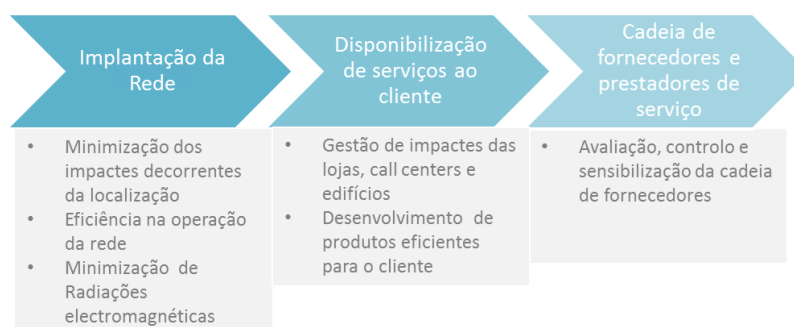 Implantação da
Rede
• Minimização dos
impactes decorrentes
da localização
• Eficiência na operação
da rede
• Minimização de
Radiações
electromagnéticas
Disponibilização
de serviços ao
cliente
• Gestão de impactes das
lojas, call centers e
edifícios
• Desenvolvimento de
produtos eficientes
para o cliente
Cadeia de
fornecedores e
prestadores de
serviço
• Avaliação, controlo e
sensibilização da cadeia
de fornecedores